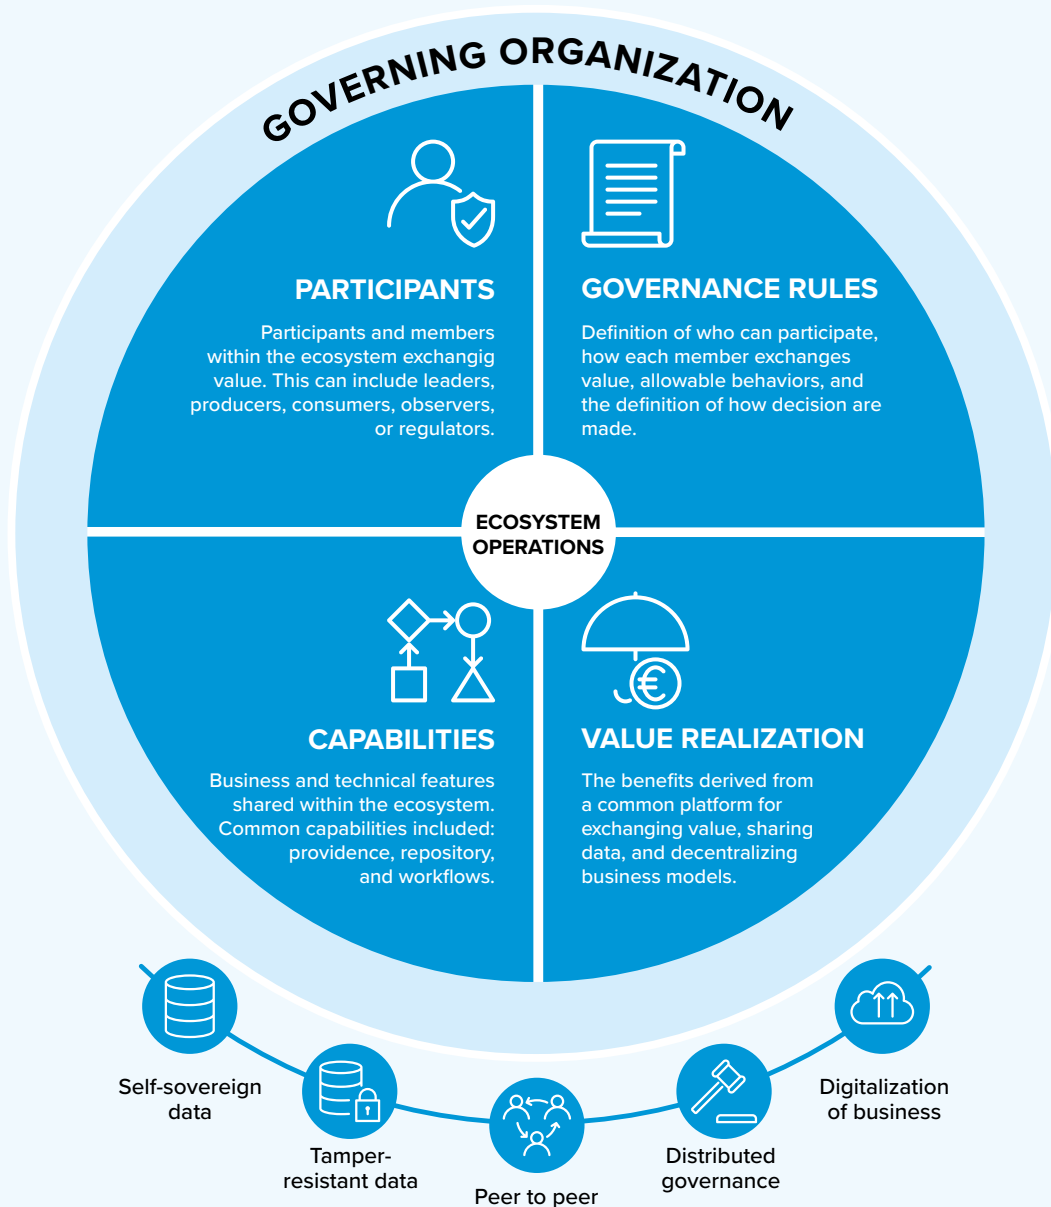 GOVERNING ORGANIZATION
PARTICIPANTS
Participants and members
within the ecosystem exchangig
value. This can include leaders,
producers, consumers, observers,
or regulators.
GOVERNANCE RULES
Definition of who can participate,
how each member exchanges
value, allowable behaviors, and
the definition of how decision are
made.
ECOSYSTEM
OPERATIONS
CAPABILITIES
Business and technical features
shared within the ecosystem.
Common capabilities included:
providence, repository,
and workflows.
VALUE REALIZATION
The benefits derived from
a common platform for
exchanging value, sharing
data, and decentralizing
business models.
Self-sovereign
data
Tamper-
resistant data
Peer to peer
Distributed
governance
Digitalization
of business